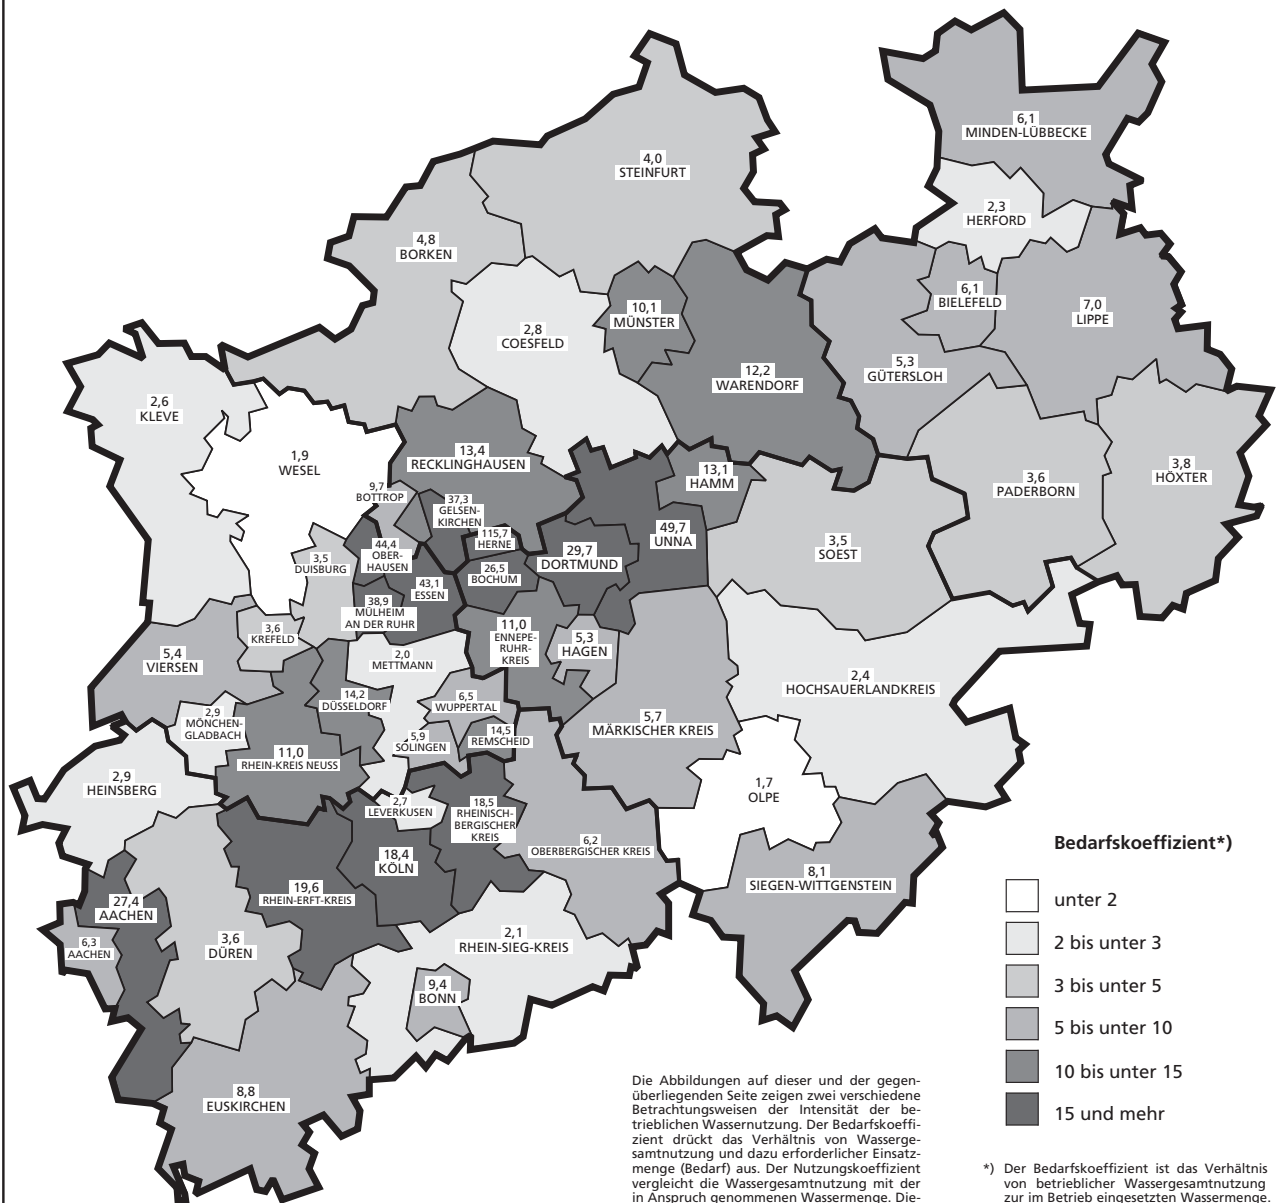 6,1
MINDEN-LÜBBECKE
4,0
STEINFURT
2,3
HERFORD
4,8
BORKEN
6,1
BIELEFELD
7,0
LIPPE
10,1
MÜNSTER
2,8
COESFELD
5,3
GÜTERSLOH
12,2
WARENDORF
2,6
KLEVE
1,9
WESEL
13,4
RECKLINGHAUSEN
13,1
HAMM
3,6
PADERBORN
3,8
HÖXTER
9,7
BOTTROP
37,3
GELSEN-
KIRCHEN
115,7
HERNE
49,7
UNNA
3,5
SOEST
44,4
OBER-
HAUSEN
29,7
DORTMUND
3,5
DUISBURG
26,5
BOCHUM
43,1
ESSEN
38,9
MÜLHEIM
AN DER RUHR
3,6
KREFELD
11,0
ENNEPE-
RUHR-
KREIS
5,3
HAGEN
5,4
VIERSEN
2,0
METTMANN
2,4
HOCHSAUERLANDKREIS
14,2
DÜSSELDORF
6,5
WUPPERTAL
2,9
MÖNCHEN-
GLADBACH
5,7
MÄRKISCHER KREIS
5,9
SOLINGEN
14,5
REMSCHEID
11,0
RHEIN-KREIS NEUSS
2,9
HEINSBERG
1,7
OLPE
2,7
LEVERKUSEN
18,5
RHEINISCH-
BERGISCHER
KREIS
6,2
OBERBERGISCHER KREIS
18,4
KÖLN
8,1
SIEGEN-WITTGENSTEIN
19,6
RHEIN-ERFT-KREIS
27,4
AACHEN
6,3
AACHEN
3,6
DÜREN
2,1
RHEIN-SIEG-KREIS
9,4
BONN
8,8
EUSKIRCHEN
Bedarfskoeffizient*)
unter 2
2 bis unter 3
3 bis unter 5
5 bis unter 10
10 bis unter 15
15 und mehr
Die Abbildungen auf dieser und der gegen-
überliegenden Seite zeigen zwei verschiedene
Betrachtungsweisen der Intensität der be-
trieblichen Wassernutzung. Der Bedarfskoeffi-
zient drückt das Verhältnis von Wasserge-
samtnutzung und dazu erforderlicher Einsatz-
menge (Bedarf) aus. Der Nutzungskoeffizient
vergleicht die Wassergesamtnutzung mit der
in Anspruch genommenen Wassermenge. Die-
*) Der Bedarfskoeffizient ist das Verhältnis
von betrieblicher Wassergesamtnutzung
zur im Betrieb eingesetzten Wassermenge.